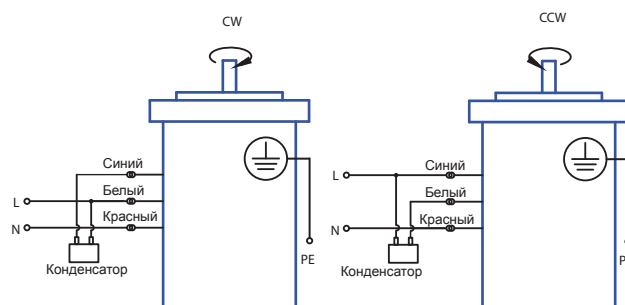 CW
Синий
Белый
L
Красный
N
Конденсатор
PE
CCW
Синий
L
Белый
Красный
N
Конденсатор
P